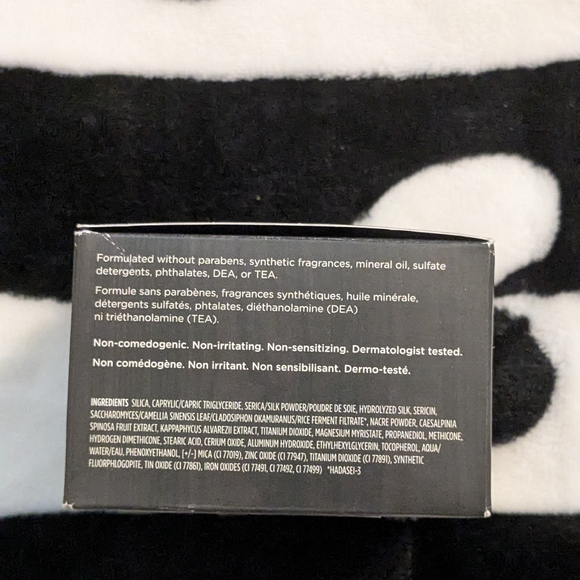 Formulated without parabens, synthetic fragrances, mineral oil, sulfate
detergents, phthalates, DEA, or TEA.
Formule sans parabènes, fragrances synthétiques, huile minérale,
détergents sulfatés, phtalates, diéthanolamine (DEA)
ni triéthanolamine (TEA).
Non-comedogenic. Non-irritating. Non-sensitizing. Dermatologist tested.
Non comédogène. Non irritant. Non sensibilisant. Dermo-testé.
INGREDIENTS SILICA, CAPRYLIC/CAPRIC TRIGLYCERIDE, SERICA/SILK POWDER/POUDRE DE SOIE, HYDROLYZED SILK, SERICIN,
SACCHAROMYCES/CAMELLIA SINENSIS LEAF/CLADOSIPHON OKAMURANUS/RICE FERMENT FILTRATE*, NACRE POWDER, CAESALPINIA
SPINOSA FRUIT EXTRACT, KAPPAPHYCUS ALVAREZII EXTRACT, TITANIUM DIOXIDE, MAGNESIUM MYRISTATE, PROPANEDIOL, METHICONE,
HYDROGEN DIMETHICONE, STEARIC ACID, CERIUM OXIDE, ALUMINUM HYDROXIDE, ETHYLHEXYLGLYCERIN, TOCOPHEROL, AQUA/
WATER/EAU, PHENOXYETHANOL, [+/-] MICA (CI 77019), ZINC OXIDE (CI 77947), TITANIUM DIOXIDE (CI 77891), SYNTHETIC
FLUORPHLOGOPITE, TIN OXIDE (CI 77861), IRON OXIDES (CI 77491, CI 77492, CI 77499) *HADASEI-3